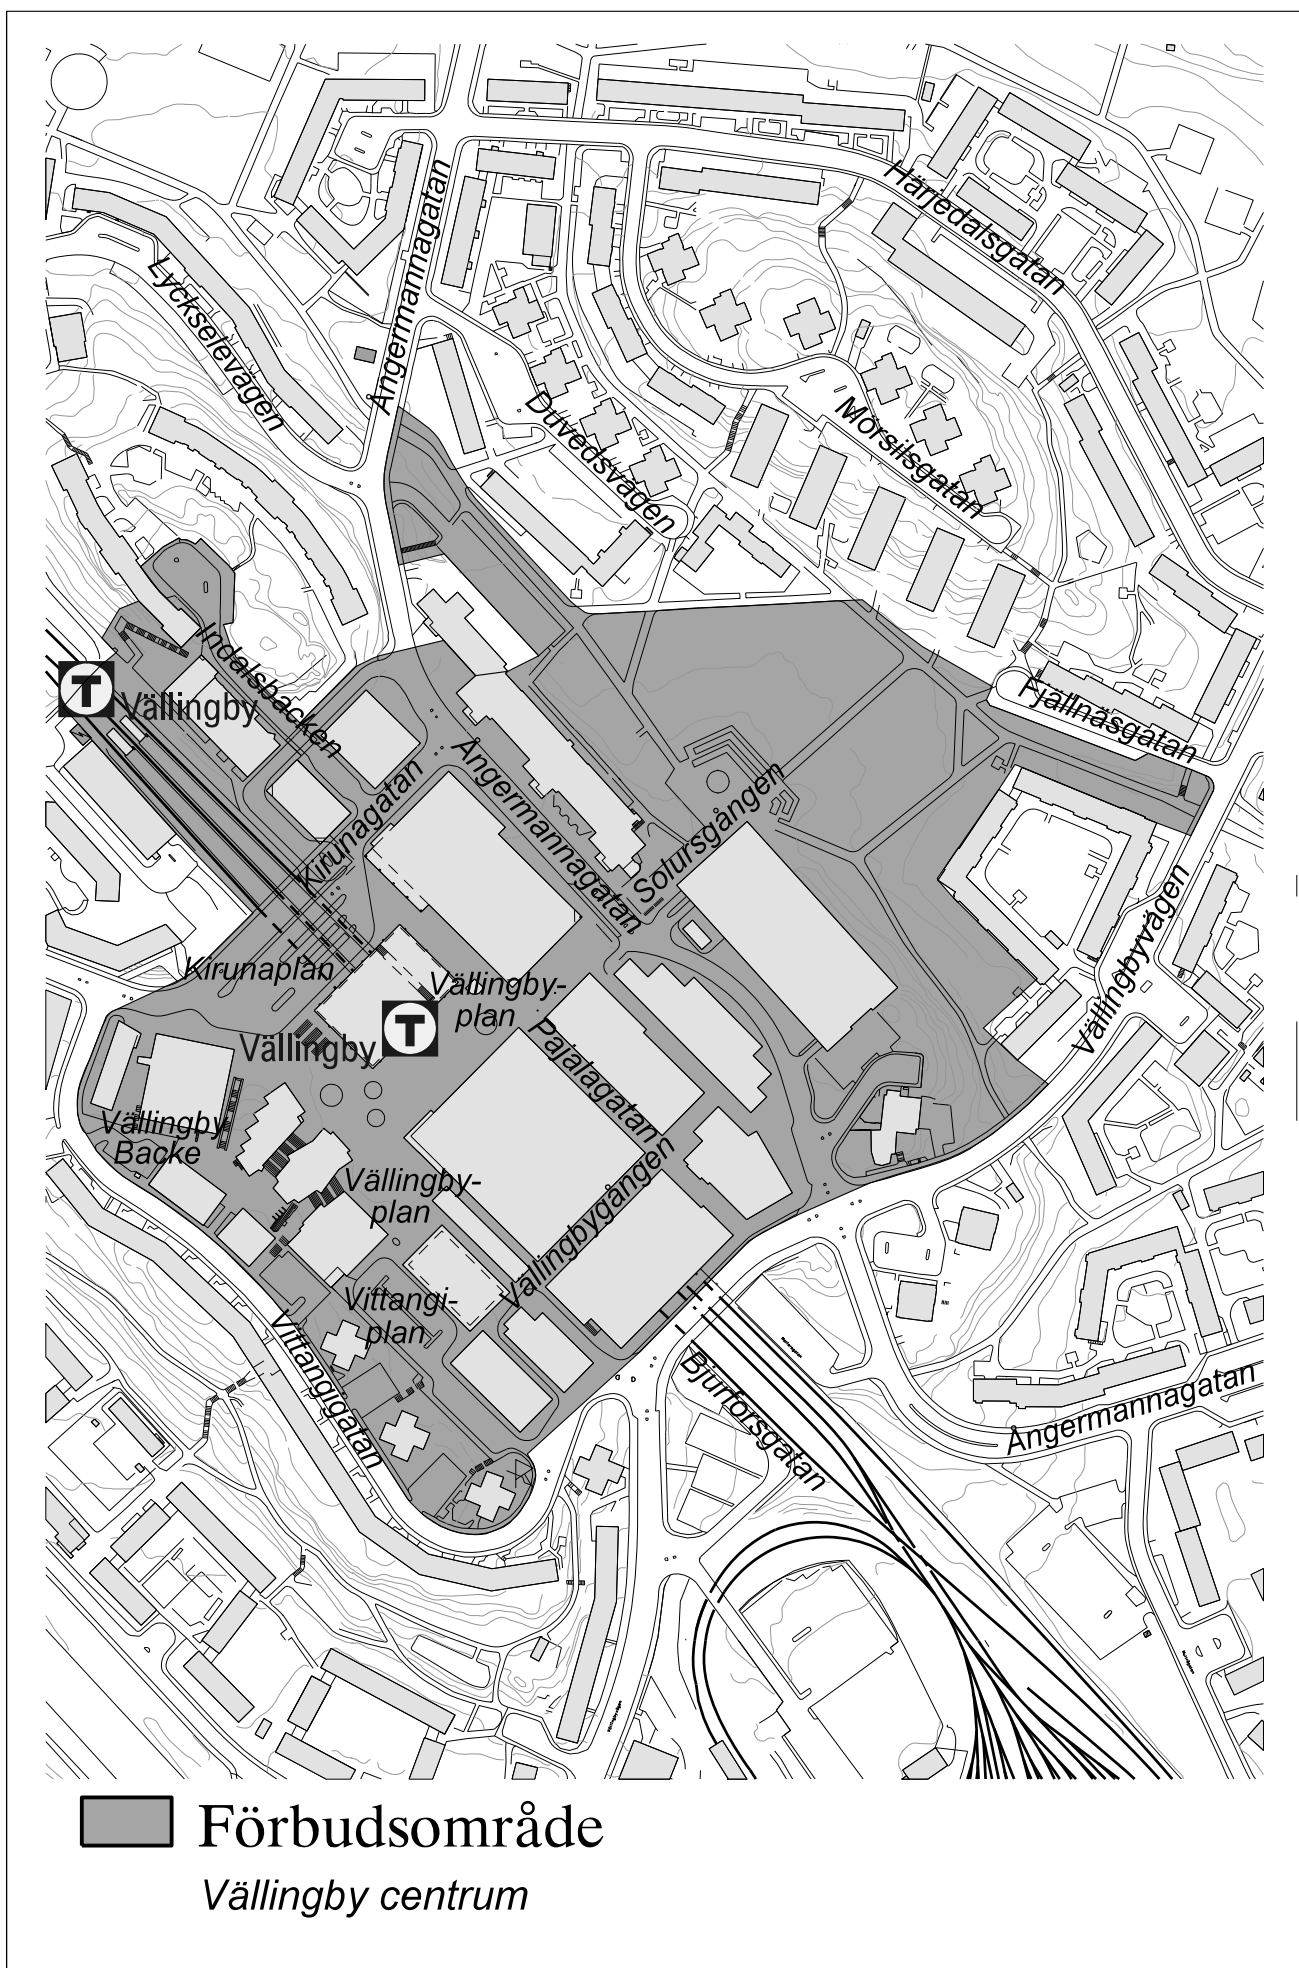 Härjedalsgatan
Ångermannagatan
Lyckselevägen
Duvedsvägen
Mörsilsgatan
Indalsbacken
T
Vällingby
Fjällnäsgatan
Kirunagatan
Ångermannagatan
Solursgången
Vällingbyvägen
Kirunaplan
Vällingby-
plan
T
Vällingby
Pajalagatan
Vällingby
Backe
Vällingby-
plan
Vällingbygången
Vittangi-
plan
Vittangigatan
Bjurforsgatan
Ångermannagatan
Förbudsområde
Vällingby centrum